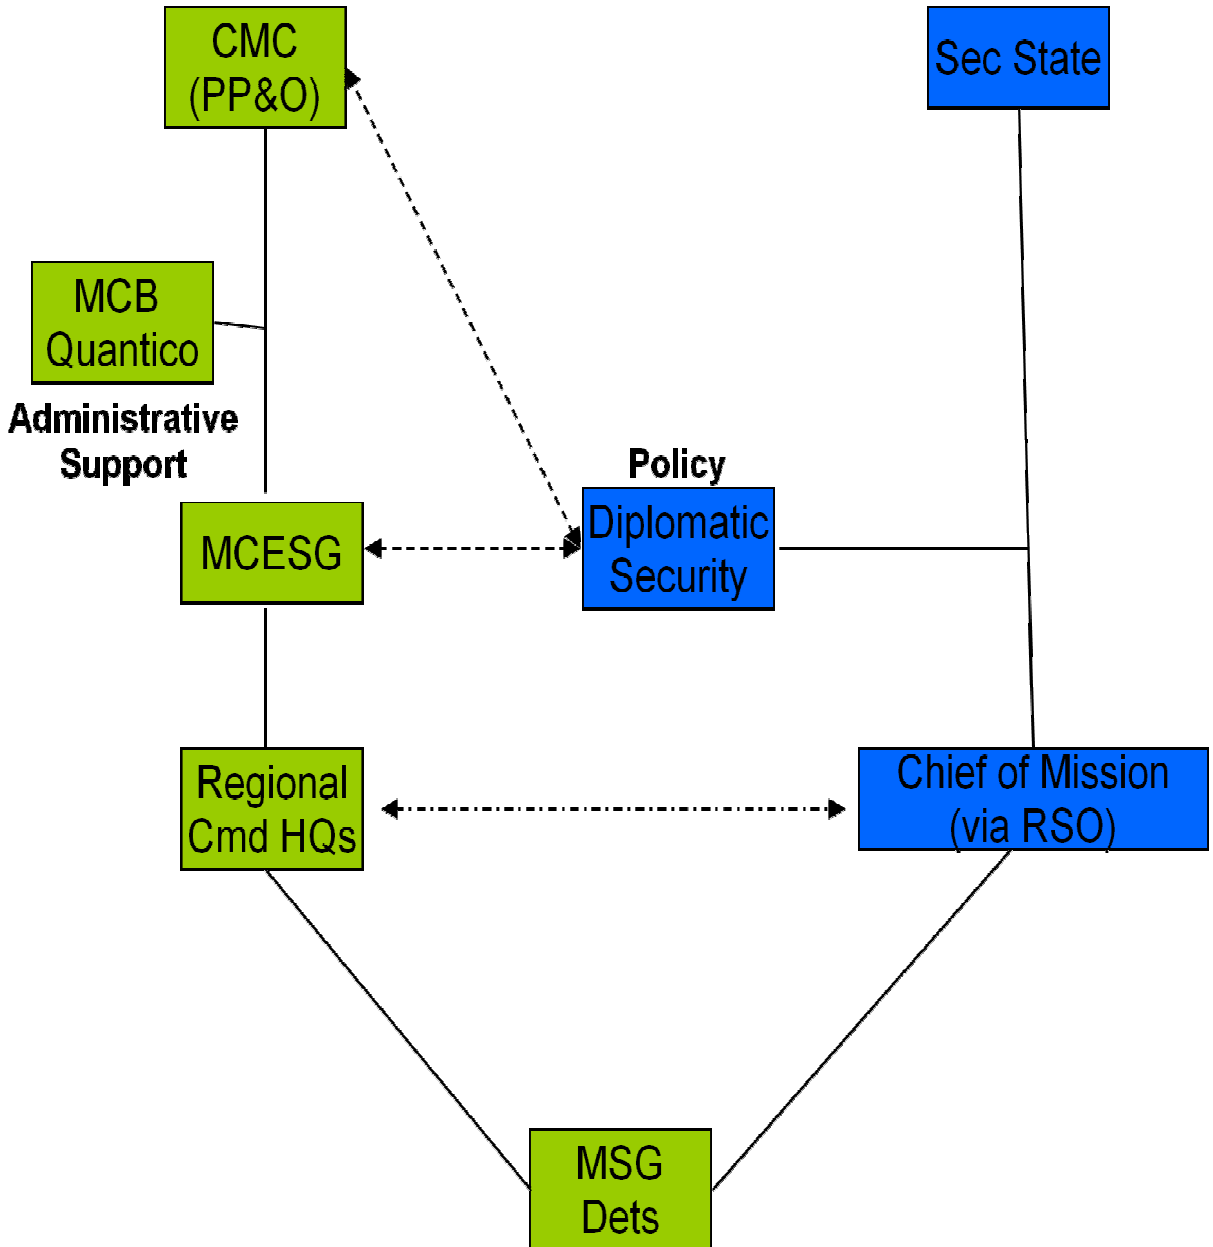 CMC
(PP&O)
Sec State
MCB
Quantico
Administrative
Support
Policy
MCESG
Diplomatic
Security
Regional
Cmd HQs
Chief of Mission
(via RSO)
MSG
Dets